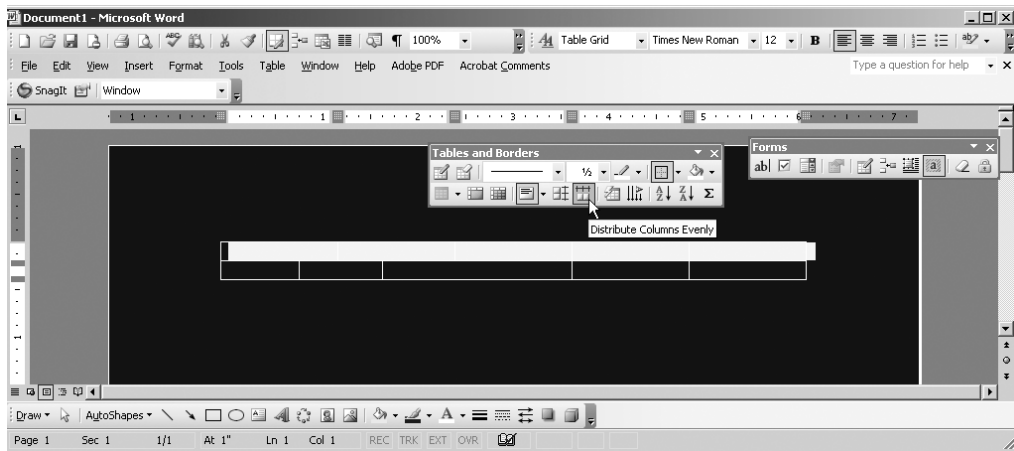 Document1 - Microsoft Word
100% Table Grid Times New Roman 12 B
File Edit View Insert Format Tools Table Window Help Adobe PDF Acrobat Comments Type a question for help
SnagIt Window
L 1 1 2 3 4 5 6 7
Tables and Borders
½
Forms
ab|
Distribute Columns Evenly
1
Draw AutoShapes A
Page 1 Sec 1 1/1 At 1" Ln 1 Col 1 REC TRK EXT OVR